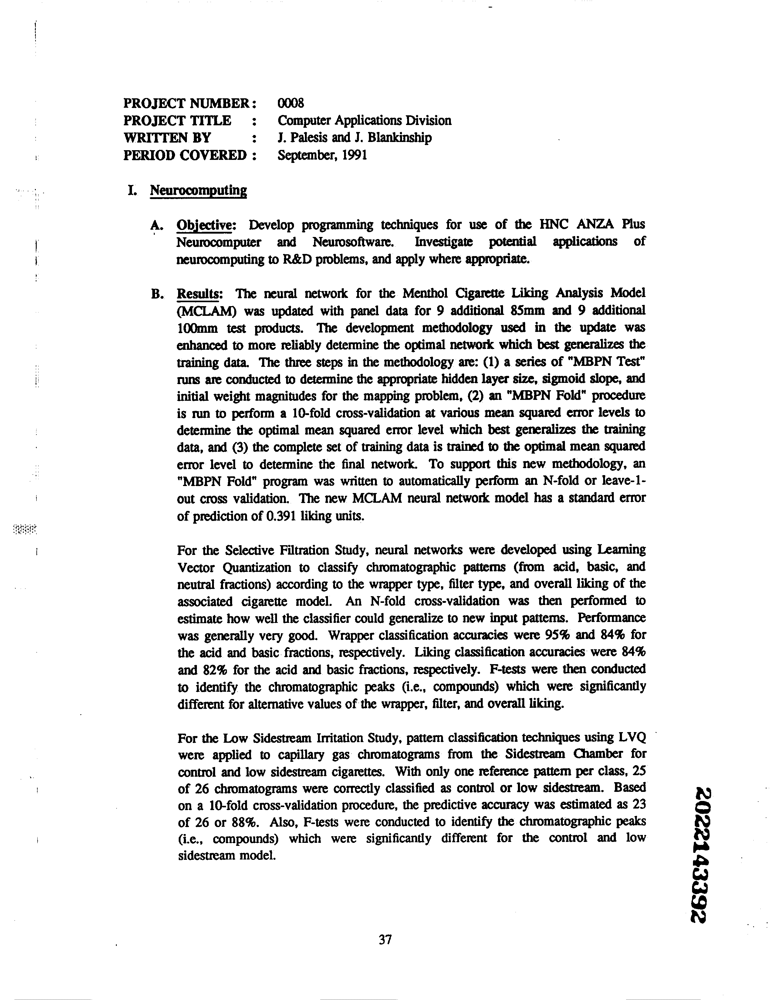 PROJECT NUMBER: 0008
PROJECT TITLE : Computer Applications Division
WRITTEN BY : J. Palesis and J. Blankinship
PERIOD COVERED : September, 1991
I. Neurocomputing
A. Objective: Develop programming techniques for use of the HNC ANZA Plus
Neurocomputer and Neurosoftware. Investigate potential applications of
neurocomputing to R&D problems, and apply where appropriate.
B. Results: The neural network for the Menthol Cigarette Liking Analysis Model
(MCLAM) was updated with panel data for 9 additional 85mm and 9 additional
100mm test products. The development methodology used in the update was
enhanced to more reliably determine the optimal network which best generalizes the
training data. The three steps in the methodology are: (1) a series of "MBPN Test"
runs are conducted to determine the appropriate hidden layer size, sigmoid slope, and
initial weight magnitudes for the mapping problem, (2) an "MBPN Fold" procedure
is run to perform a 10-fold cross-validation at various mean squared error levels to
determine the optimal mean squared error level which best generalizes the training
data, and (3) the complete set of training data is trained to the optimal mean squared
error level to determine the final network. To support this new methodology, an
"MBPN Fold" program was written to automatically perform an N-fold or leave-1-
out cross validation. The new MCLAM neural network model has a standard error
of prediction of 0.391 liking units.
For the Selective Filtration Study, neural networks were developed using Learning
Vector Quantization to classify chromatographic patterns (from acid, basic, and
neutral fractions) according to the wrapper type, filter type, and overall liking of the
associated cigarette model. An N-fold cross-validation was then performed to
estimate how well the classifier could generalize to new input patterns. Performance
was generally very good. Wrapper classification accuracies were 95% and 84% for
the acid and basic fractions, respectively. Liking classification accuracies were 84%
and 82% for the acid and basic fractions, respectively. F-tests were then conducted
to identify the chromatographic peaks (i.e., compounds) which were significantly
different for alternative values of the wrapper, filter, and overall liking.
For the Low Sidestream Irritation Study, pattern classification techniques using LVQ
were applied to capillary gas chromatograms from the Sidestream Chamber for
control and low sidestream cigarettes. With only one reference pattern per class, 25
of 26 chromatograms were correctly classified as control or low sidestream. Based
on a 10-fold cross-validation procedure, the predictive accuracy was estimated as 23
of 26 or 88%. Also, F-tests were conducted to identify the chromatographic peaks
(i.e., compounds) which were significantly different for the control and low
sidestream model.
2022143392
37